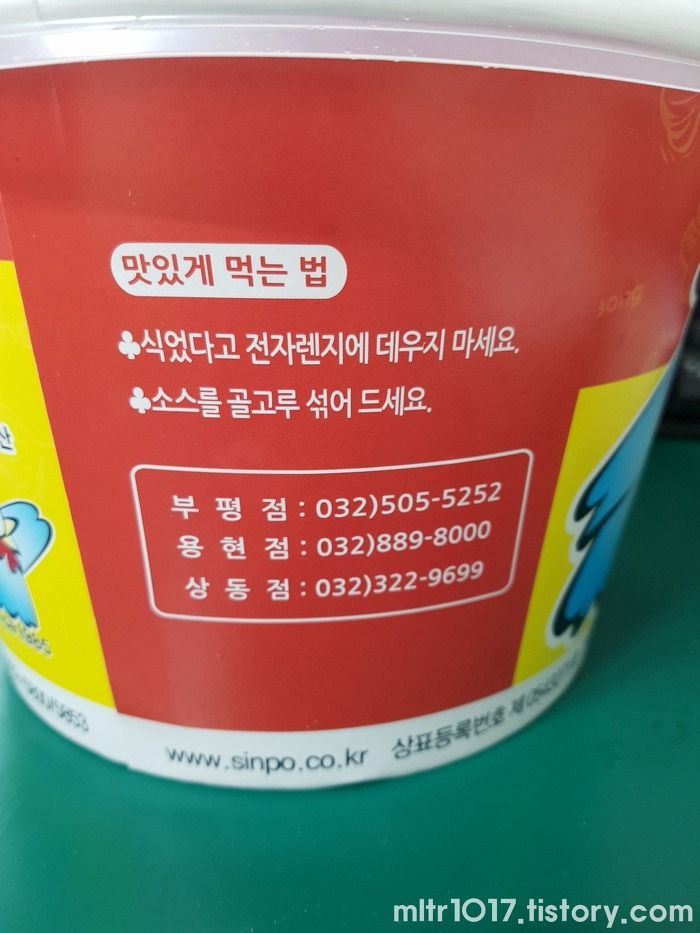 맛있게 먹는 법
♣식었다고 전자렌지에 데우지 마세요.
♣소스를 골고루 섞어 드세요.
산
부 평 점 : 032)505-5252
용 현 점 : 032)889-8000
상 동 점 : 032)322-9699
/5853
www.sinpo.co.kr
상표등록번호 제
mltr1017.tistory.com